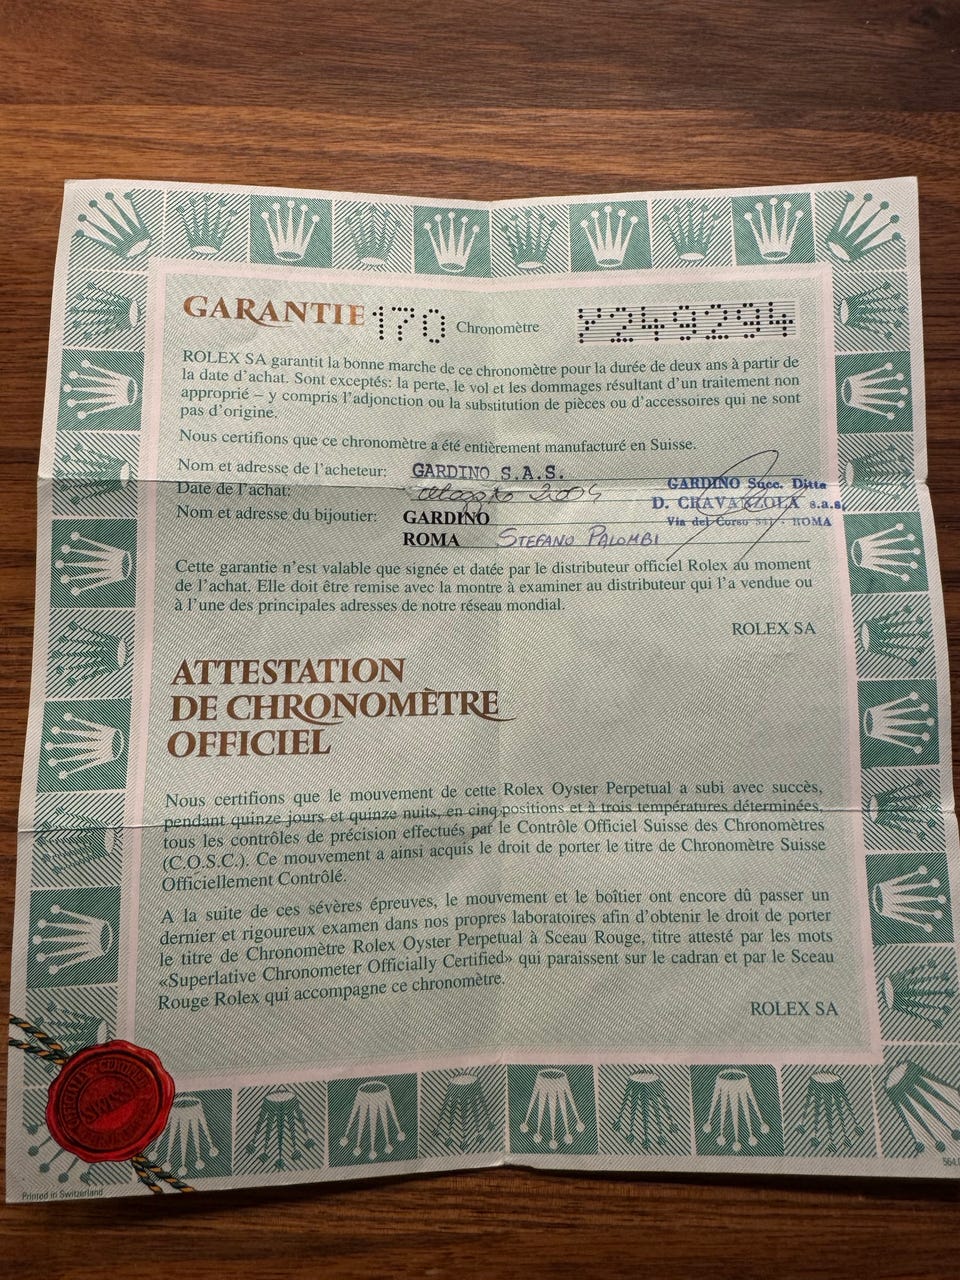 GARANTIE 170 Chronomètre Y249294
ROLEX SA garantit la bonne marche de ce chronomètre pour la durée de deux ans à partir de
la date d'achat. Sont exceptés: la perte, le vol et les dommages résultant d'un traitement non
approprié – y compris l'adjonction ou la substitution de pièces ou d'accessoires qui ne sont
pas d'origine.
Nous certifions que ce chronomètre a été entièrement manufacturé en Suisse.
Nom et adresse de l'acheteur: GARDINO S.A.S.
Date de l'achat: 2004
GARDINO Succ. Ditta
D. CRAVANZOLA s.a.s.
Via del Corso ROMA
Nom et adresse du bijoutier: GARDINO
ROMA STEFANO PALOMBI
Cette garantie n'est valable que signée et datée par le distributeur officiel Rolex au moment
de l'achat. Elle doit être remise avec la montre à examiner au distributeur qui l'a vendue ou
à l'une des principales adresses de notre réseau mondial.
ROLEX SA
ATTESTATION
DE CHRONOMÈTRE
OFFICIEL
Nous certifions que le mouvement de cette Rolex Oyster Perpetual a subi avec succès,
pendant quinze jours et quinze nuits, en cinq positions et à trois températures déterminées,
tous les contrôles de précision effectués par le Contrôle Officiel Suisse des Chronomètres
(C.O.S.C.). Ce mouvement a ainsi acquis le droit de porter le titre de Chronomètre Suisse
Officiellement Contrôlé.
A la suite de ces sévères épreuves, le mouvement et le boîtier ont encore dû passer un
dernier et rigoureux examen dans nos propres laboratoires afin d'obtenir le droit de porter
le titre de Chronomètre Rolex Oyster Perpetual à Sceau Rouge, titre attesté par les mots
«Superlative Chronometer Officially Certified» qui paraissent sur le cadran et par le Sceau
Rouge Rolex qui accompagne ce chronomètre.
ROLEX SA
SWISS
Printed in Switzerland
564.